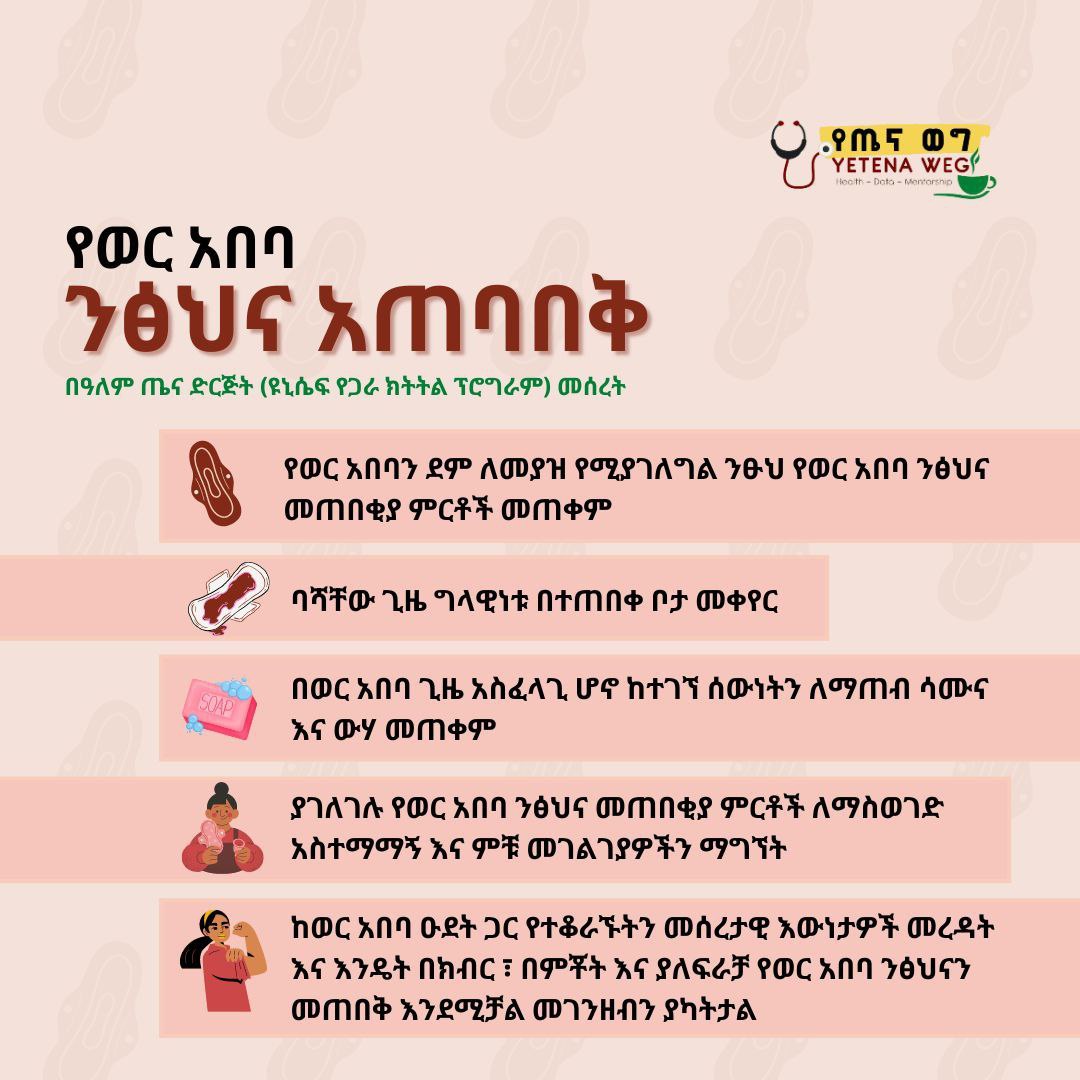 የጤና ወግ
YETENA WEG
Health - Data - Mentorship
የወር አበባ
ንፅህና አጠባበቅ
በዓለም ጤና ድርጅት (ዩኒሴፍ የጋራ ክትትል ፕሮግራም) መሰረት
የወር አበባን ደም ለመያዝ የሚያገለግል ንፁህ የወር አበባ ንፅህና
መጠበቂያ ምርቶች መጠቀም
ባሻቸው ጊዜ ግላዊነቱ በተጠበቀ ቦታ መቀየር
SOAP
በወር አበባ ጊዜ አስፈላጊ ሆኖ ከተገኘ ሰውነትን ለማጠብ ሳሙና
እና ውሃ መጠቀም
ያገለገሉ የወር አበባ ንፅህና መጠበቂያ ምርቶች ለማስወገድ
አስተማማኝ እና ምቹ መገልገያዎችን ማግኘት
ከወር አበባ ዑደት ጋር የተቆራኙትን መሰረታዊ እውነታዎች መረዳት
እና እንዴት በክብር ፣ በምቾት እና ያለፍራቻ የወር አበባ ንፅህናን
መጠበቅ እንደሚቻል መገንዘብን ያካትታል